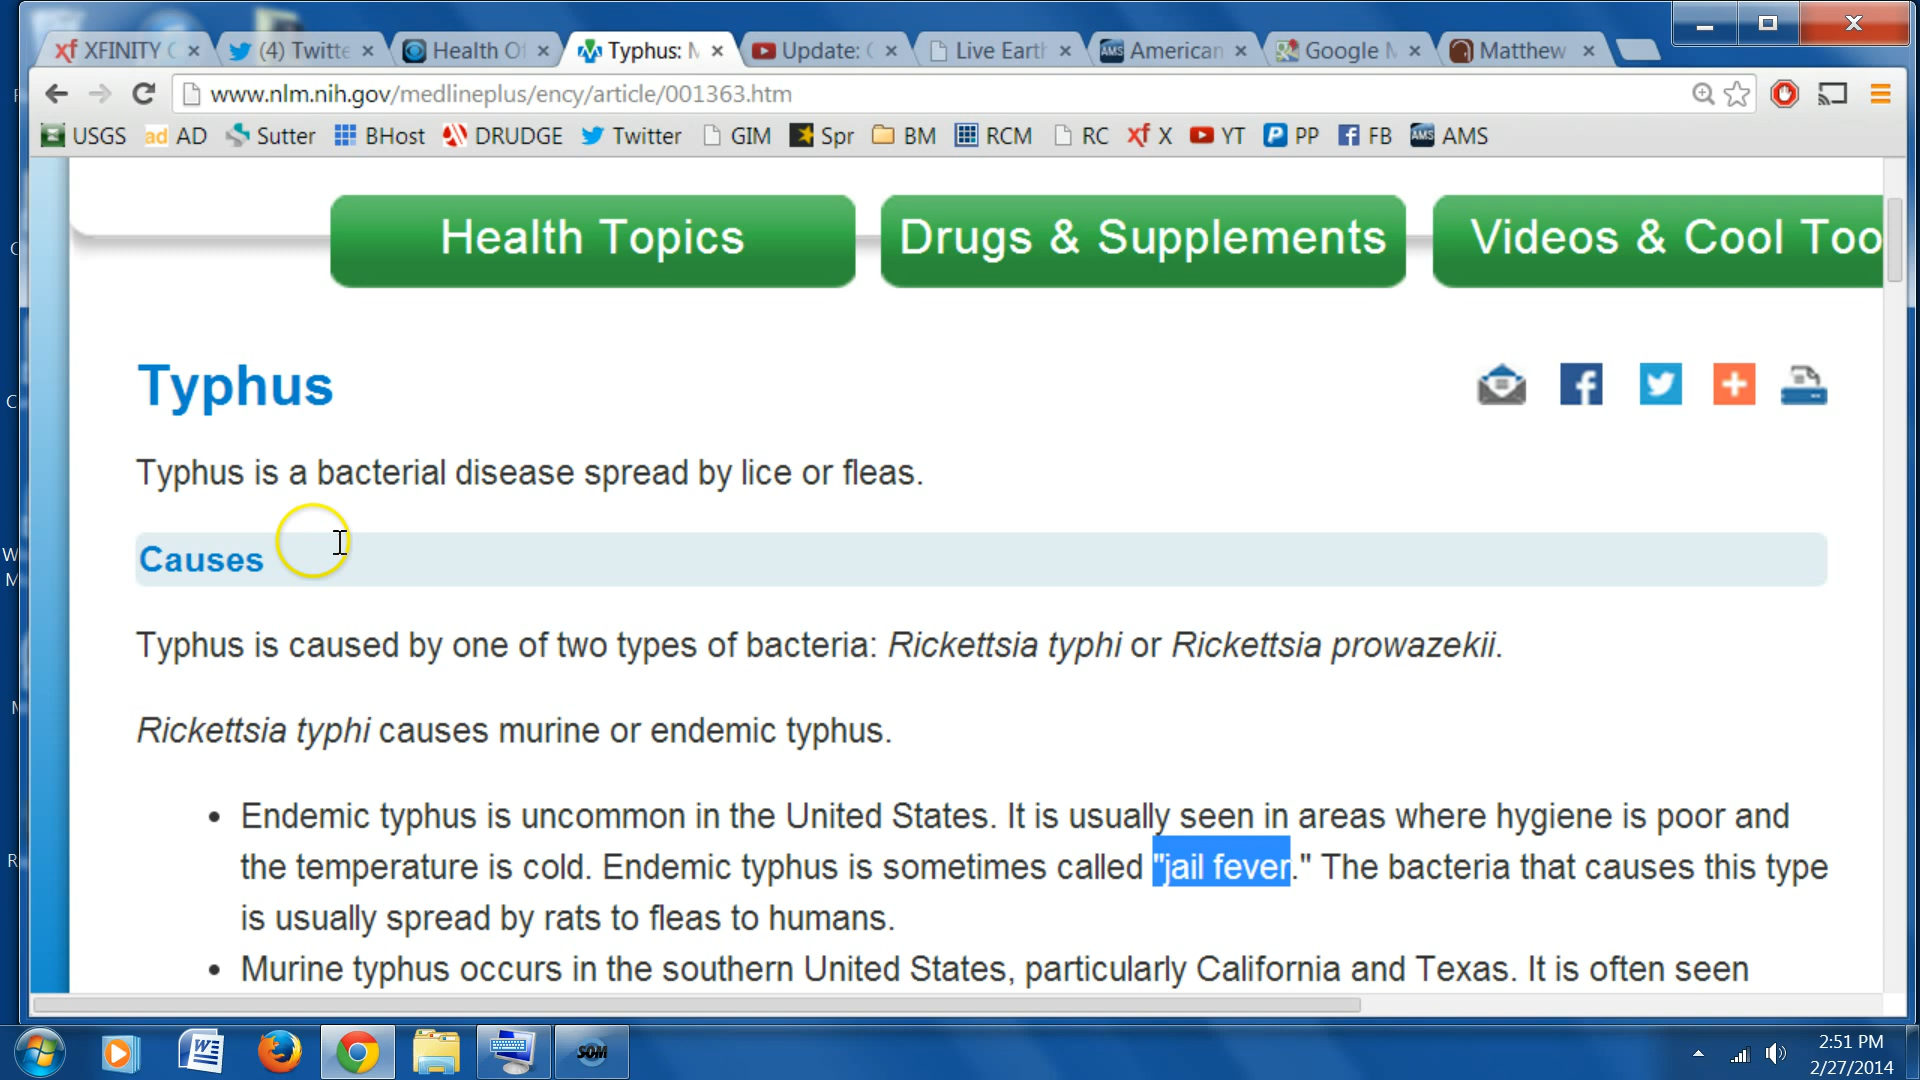 XFINITY
(4) Twitte
Health Of
Typhus: M
Update:
Live Earth
American
Google M
Matthew
www.nlm.nih.gov/medlineplus/ency/article/001363.htm
USGS
ad AD
Sutter
BHost
DRUDGE
Twitter
GIM
Spr
BM
RCM
RC
xf X
YT
PP
FB
AMS AMS
Health Topics
Drugs & Supplements
Videos & Cool Too
Typhus
Typhus is a bacterial disease spread by lice or fleas.
Causes
Typhus is caused by one of two types of bacteria: Rickettsia typhi or Rickettsia prowazekii.
Rickettsia typhi causes murine or endemic typhus.
• Endemic typhus is uncommon in the United States. It is usually seen in areas where hygiene is poor and
the temperature is cold. Endemic typhus is sometimes called "jail fever." The bacteria that causes this type
is usually spread by rats to fleas to humans.
• Murine typhus occurs in the southern United States, particularly California and Texas. It is often seen
SOM
2:51 PM
2/27/2014